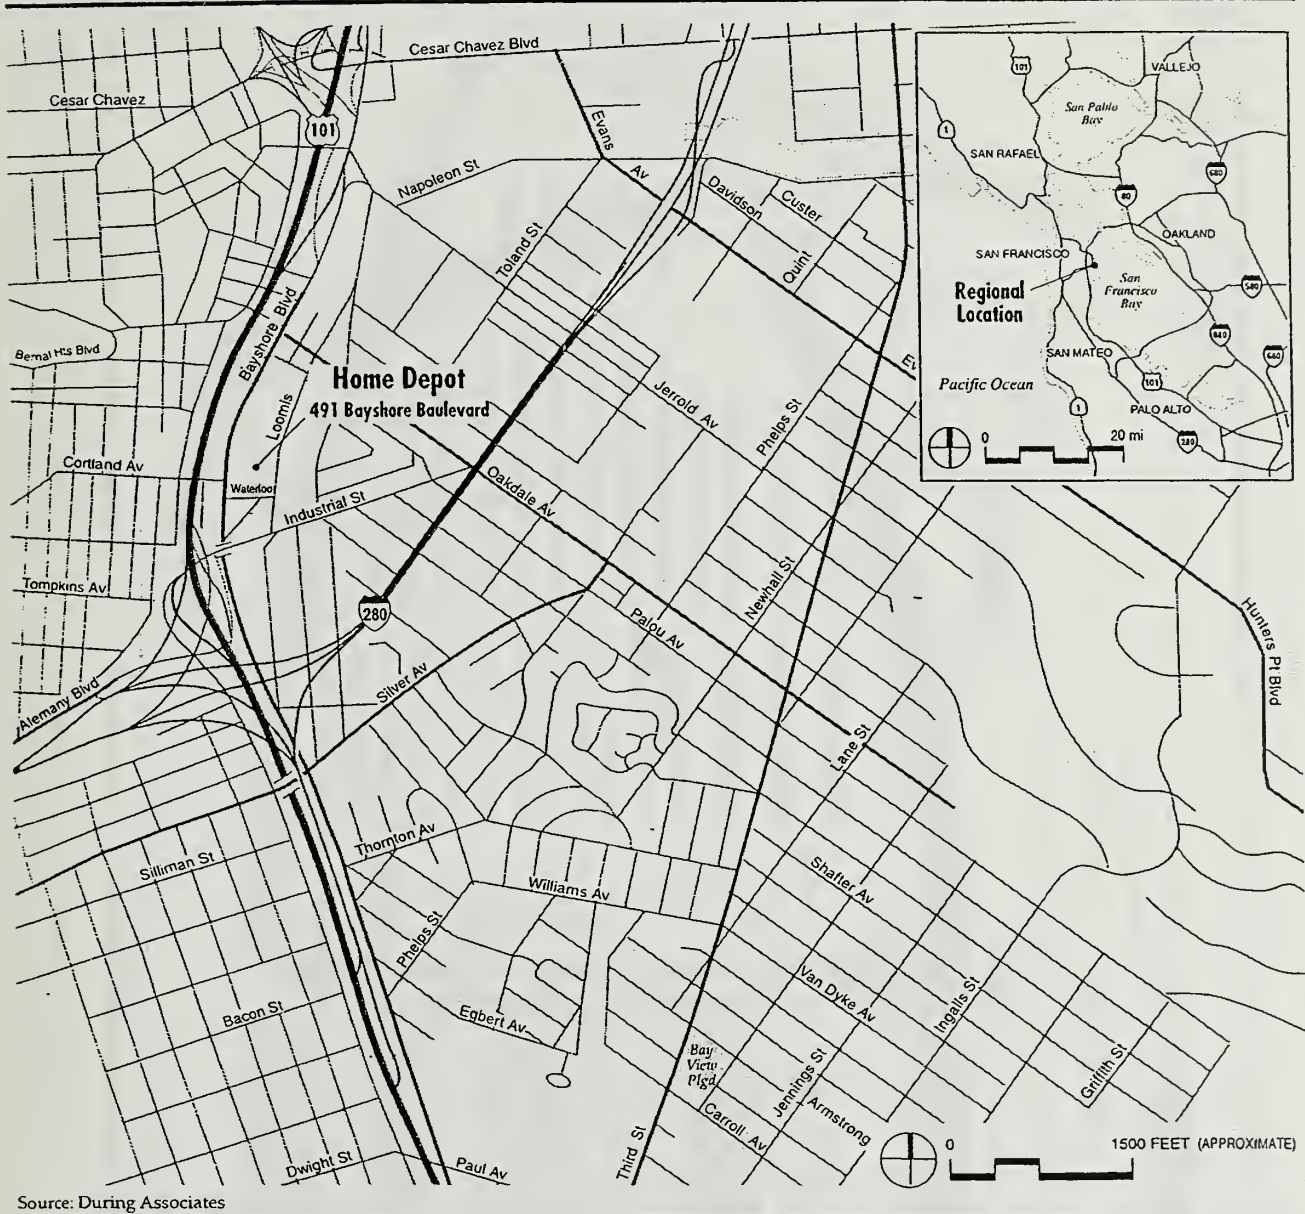 Cesar Chavez Blvd
Cesar Chavez
101
Evans
Av
Napoleon St
Davidson
Custer
Toland St
Quint
Bayshore Blvd
Bernal Hts Blvd
Home Depot
491 Bayshore Baulevard
Loomis
Jerrold Av
Phelps St
Ev
Cortland Av
Waterloo
Industrial St
Oakdale Av
Tompkins Av
280
Newhall St
Palou Av
Hunters Pt Blvd
Silver Av
Alemany Blvd
Lane St
Thornton Av
Silliman St
Williams Av
Shafter Av
Phelps St
Van Dyke Av
Ingalls St
Bacon St
Egbert Av
Bay
View
Plgd
Griffith St
Jennings St
Armstrong
Carroll Av
Third St
Dwight St
Paul Av
0 1500 FEET (APPROXIMATE)
101
VALLEJO
San Pablo
Bay
1
SAN RAFAEL
680
80
OAKLAND
SAN FRANCISCO
San
Francisco
Bay
Regional
Location
580
880
680
SAN MATEO
101
Pacific Ocean
1
PALO ALTO
280
0 20 mi
Source: During Associates